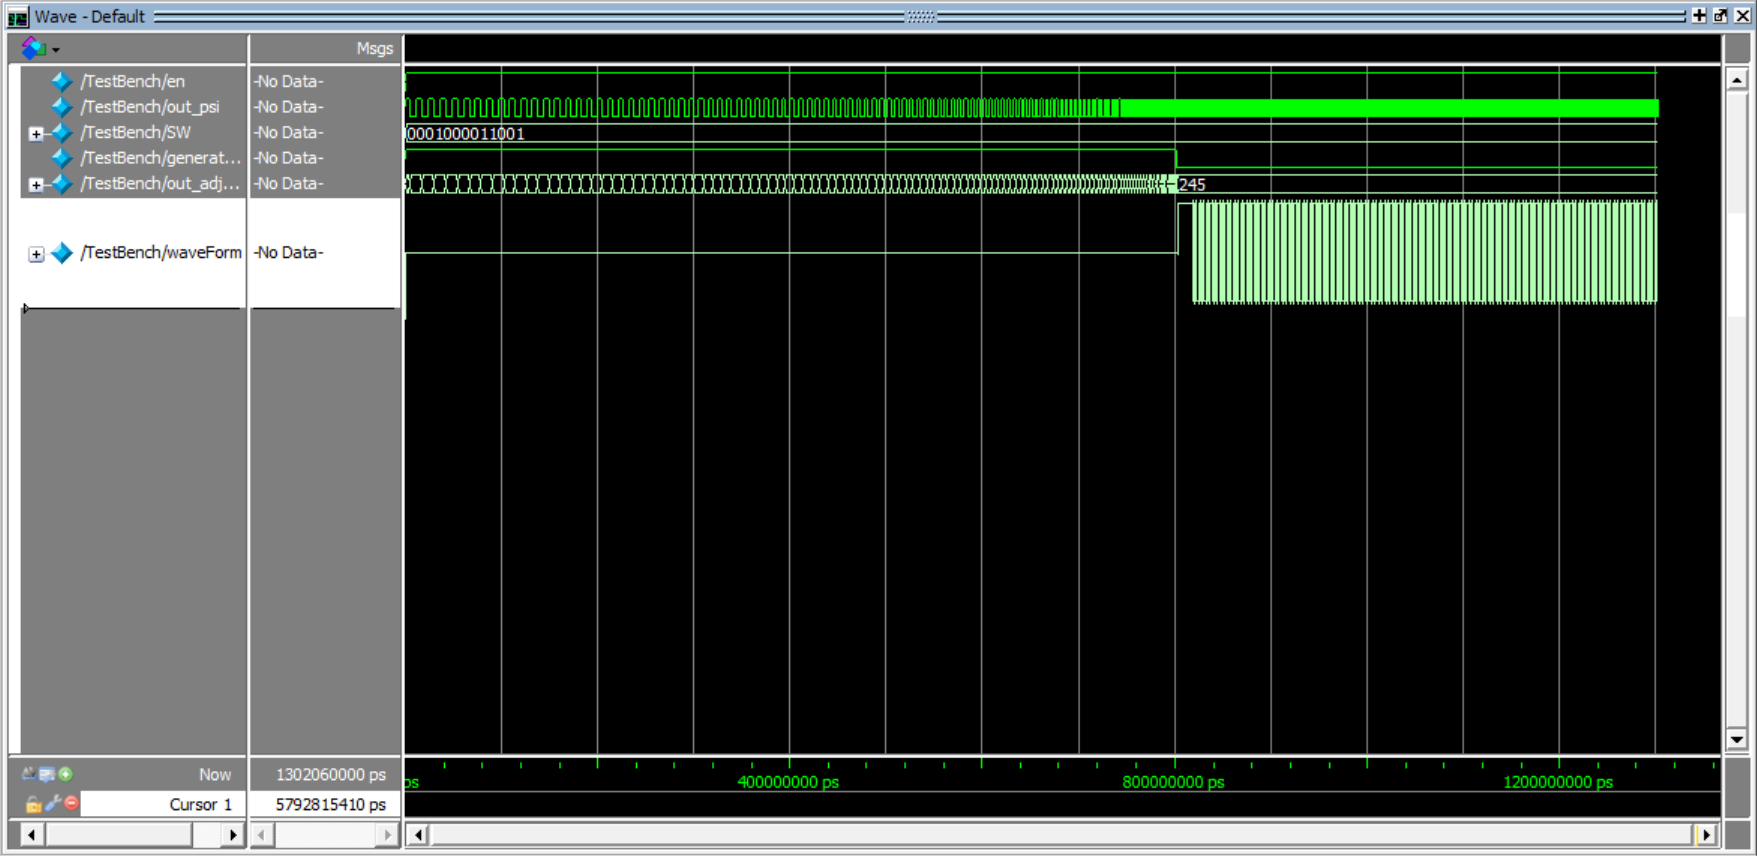 Wave - Default
Msgs
/TestBench/en -No Data-
/TestBench/out_psi -No Data-
/TestBench/SW -No Data- 0001000011001
/TestBench/generat... -No Data-
/TestBench/out_adj... -No Data- 245
/TestBench/waveForm -No Data-
Now 1302060000 ps ps 400000000 ps 800000000 ps 1200000000 ps
Cursor 1 5792815410 ps